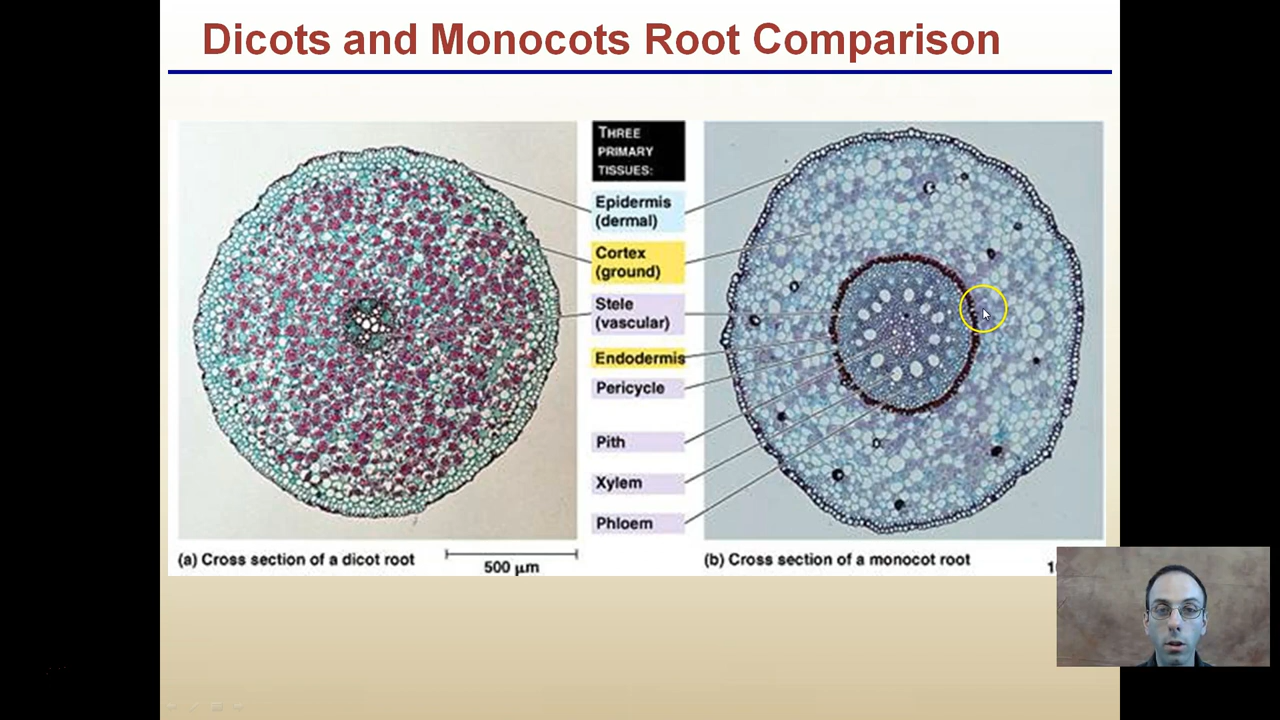 Dicots and Monocots Root Comparison
THREE
PRIMARY
TISSUES:
Epidermis
(dermal)
Cortex
(ground)
Stele
(vascular)
Endodermis
Pericycle
Pith
Xylem
Phloem
(a) Cross section of a dicot root
500 µm
(b) Cross section of a monocot root